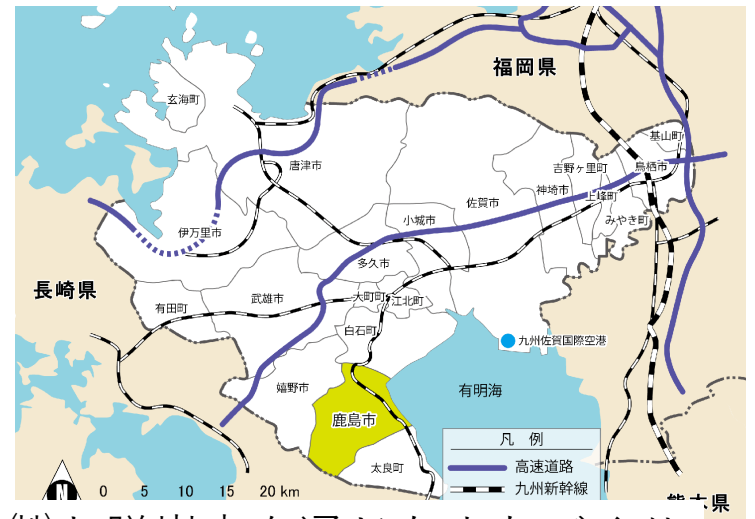 福岡県
玄海町
基山町
唐津市
吉野ヶ里町
鳥栖市
佐賀市
神埼市
上峰町
小城市
みやき町
伊万里市
多久市
長崎県
大町町
江北町
武雄市
有田町
白石町
九州佐賀国際空港
嬉野市
有明海
鹿島市
凡 例
太良町
高速道路
九州新幹線
N
0 5 10 15 20 km
熊本県